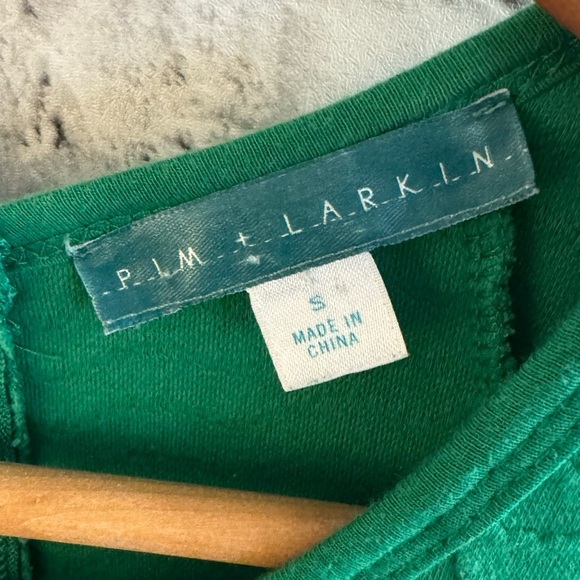 PIM + LARKIN
S
MADE IN
CHINA